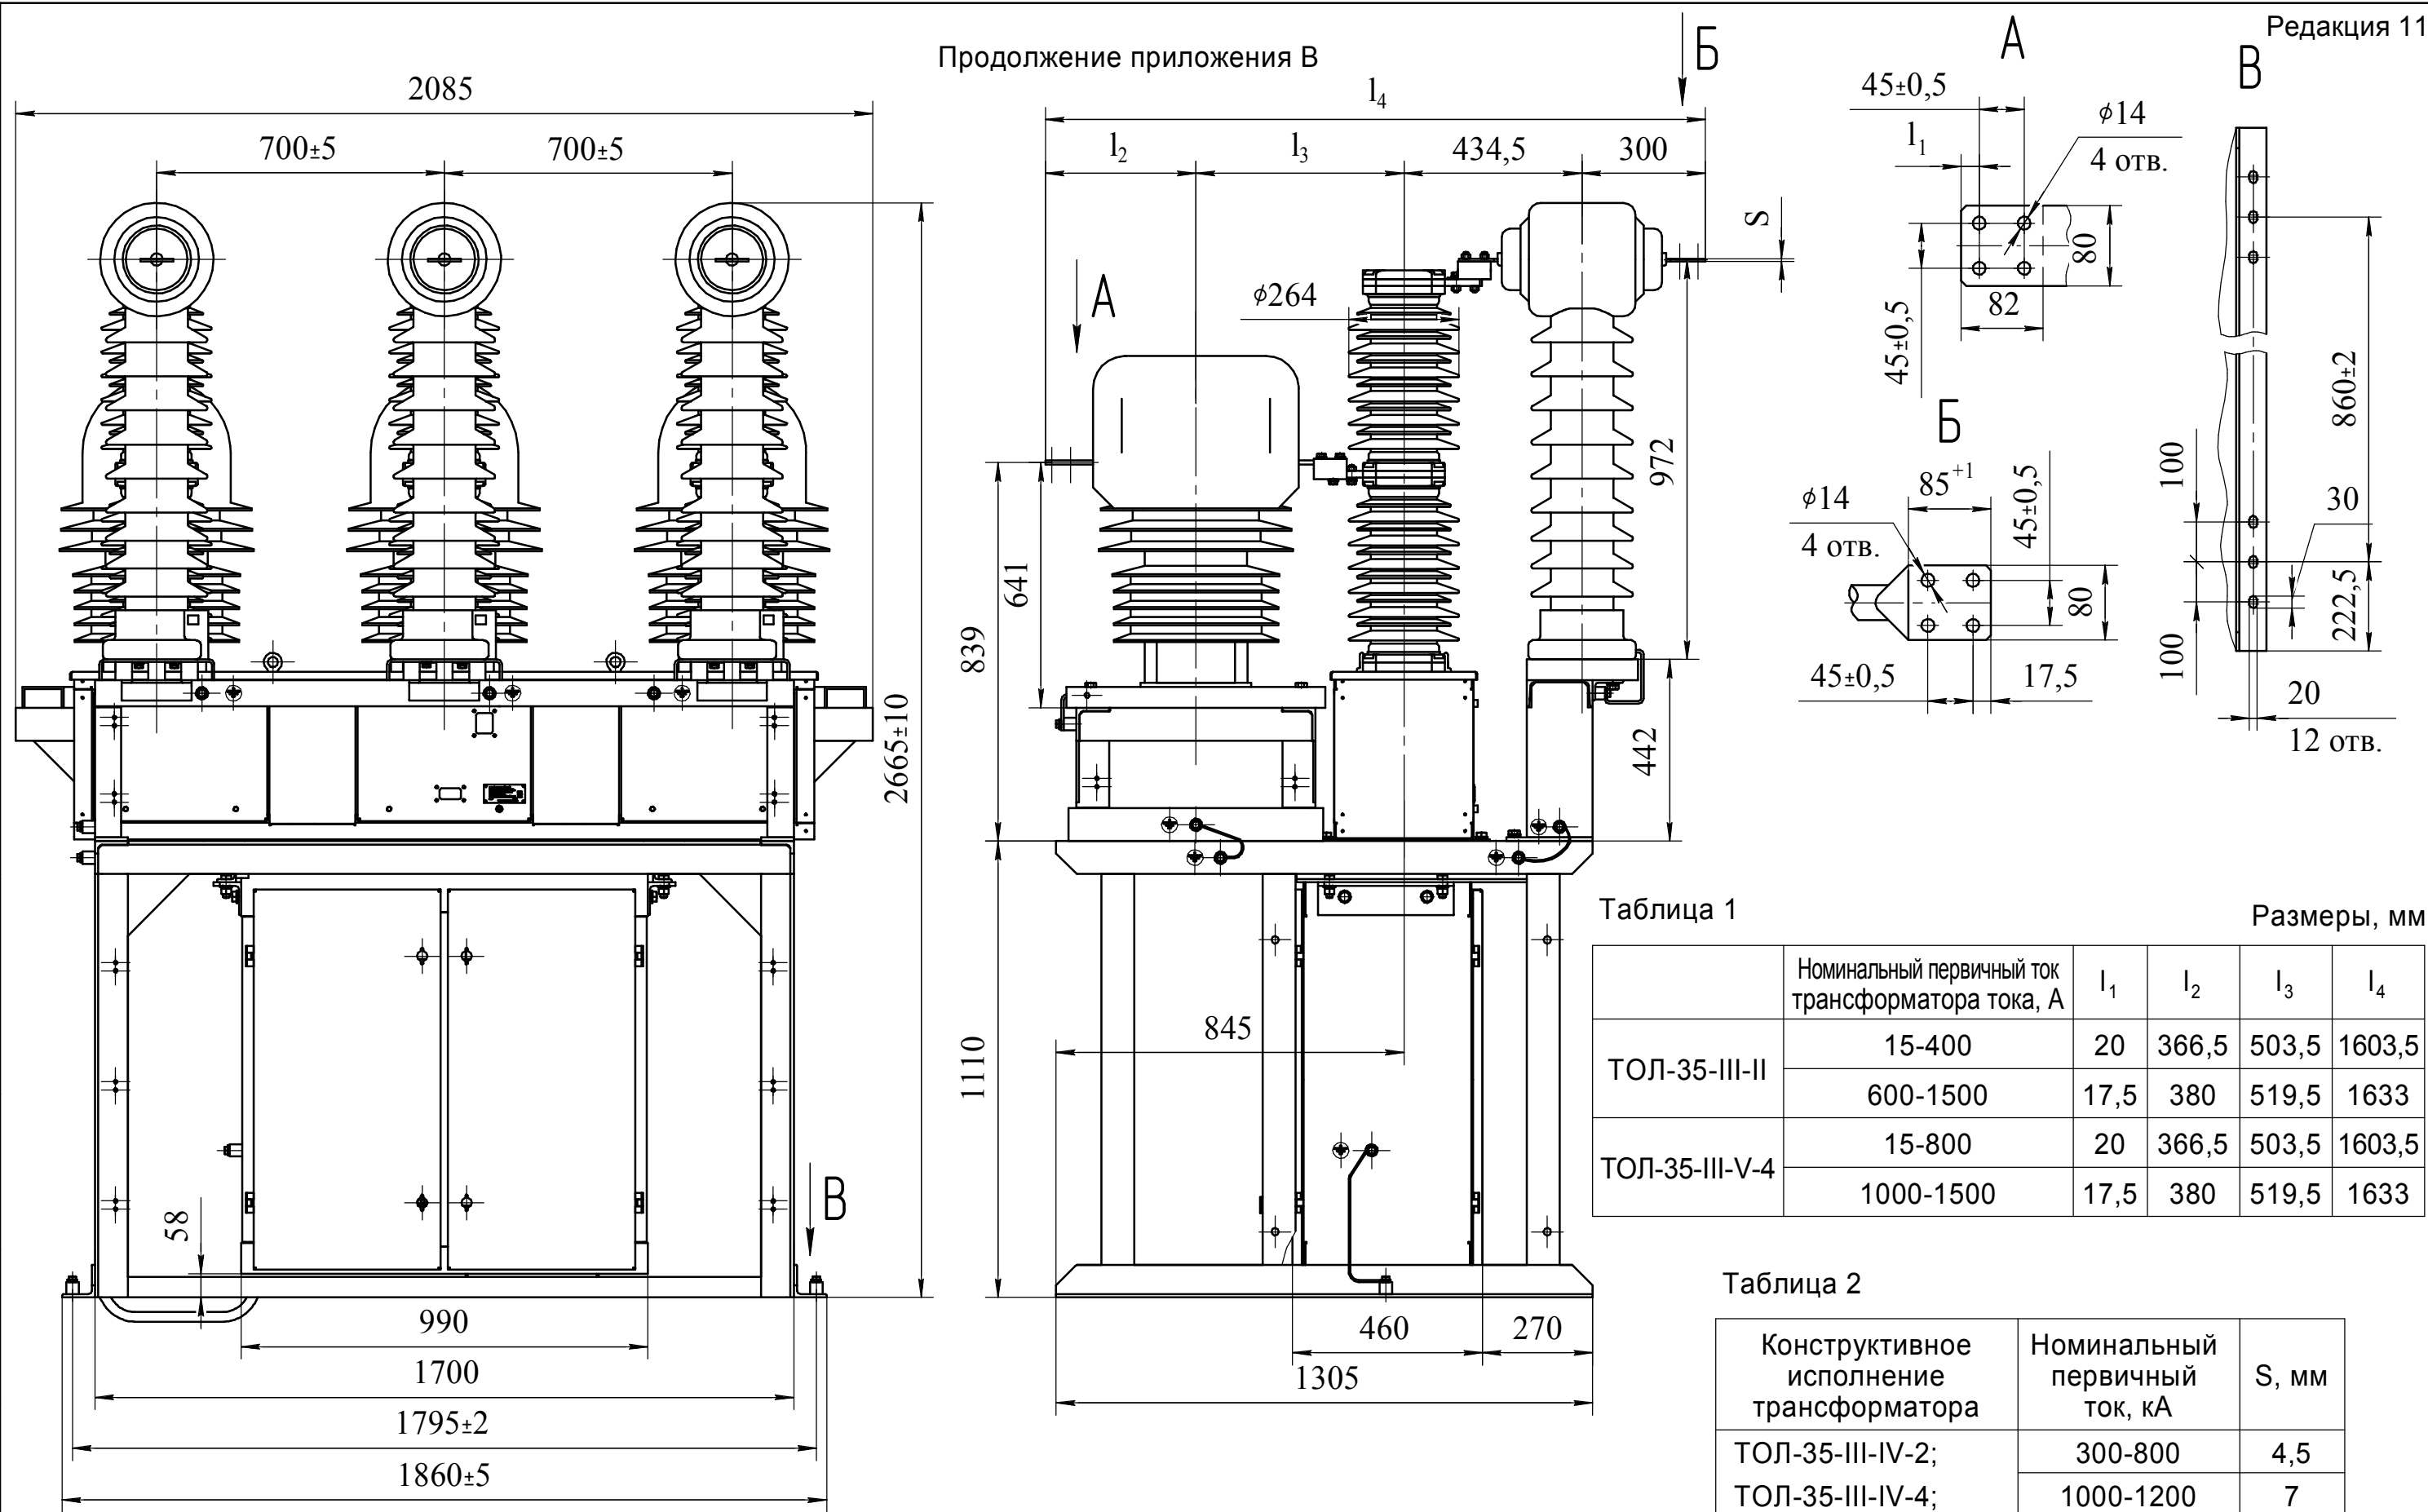 Редакция 11
Продолжение приложения В
2085
700±5
700±5
2665±10
58
990
1700
1795±2
1860±5
В
Б
l4
l2
l3
434,5
300
S
А
ϕ264
641
839
972
442
1110
845
460
270
1305
А
45±0,5
l1
ϕ14
4 отв.
80
82
45±0,5
Б
85+1
ϕ14
4 отв.
45±0,5
80
45±0,5
17,5
В
860±2
100
30
222,5
100
20
12 отв.
Таблица 1
Размеры, мм
Номинальный первичный ток
трансформатора тока, А
l1 l2 l3 l4
ТОЛ-35-III-II
15-400 20 366,5 503,5 1603,5
600-1500 17,5 380 519,5 1633
ТОЛ-35-III-V-4
15-800 20 366,5 503,5 1603,5
1000-1500 17,5 380 519,5 1633
Таблица 2
Конструктивное
исполнение
трансформатора
Номинальный
первичный
ток, кА
S, мм
ТОЛ-35-III-IV-2; 300-800 4,5
ТОЛ-35-III-IV-4; 1000-1200 7